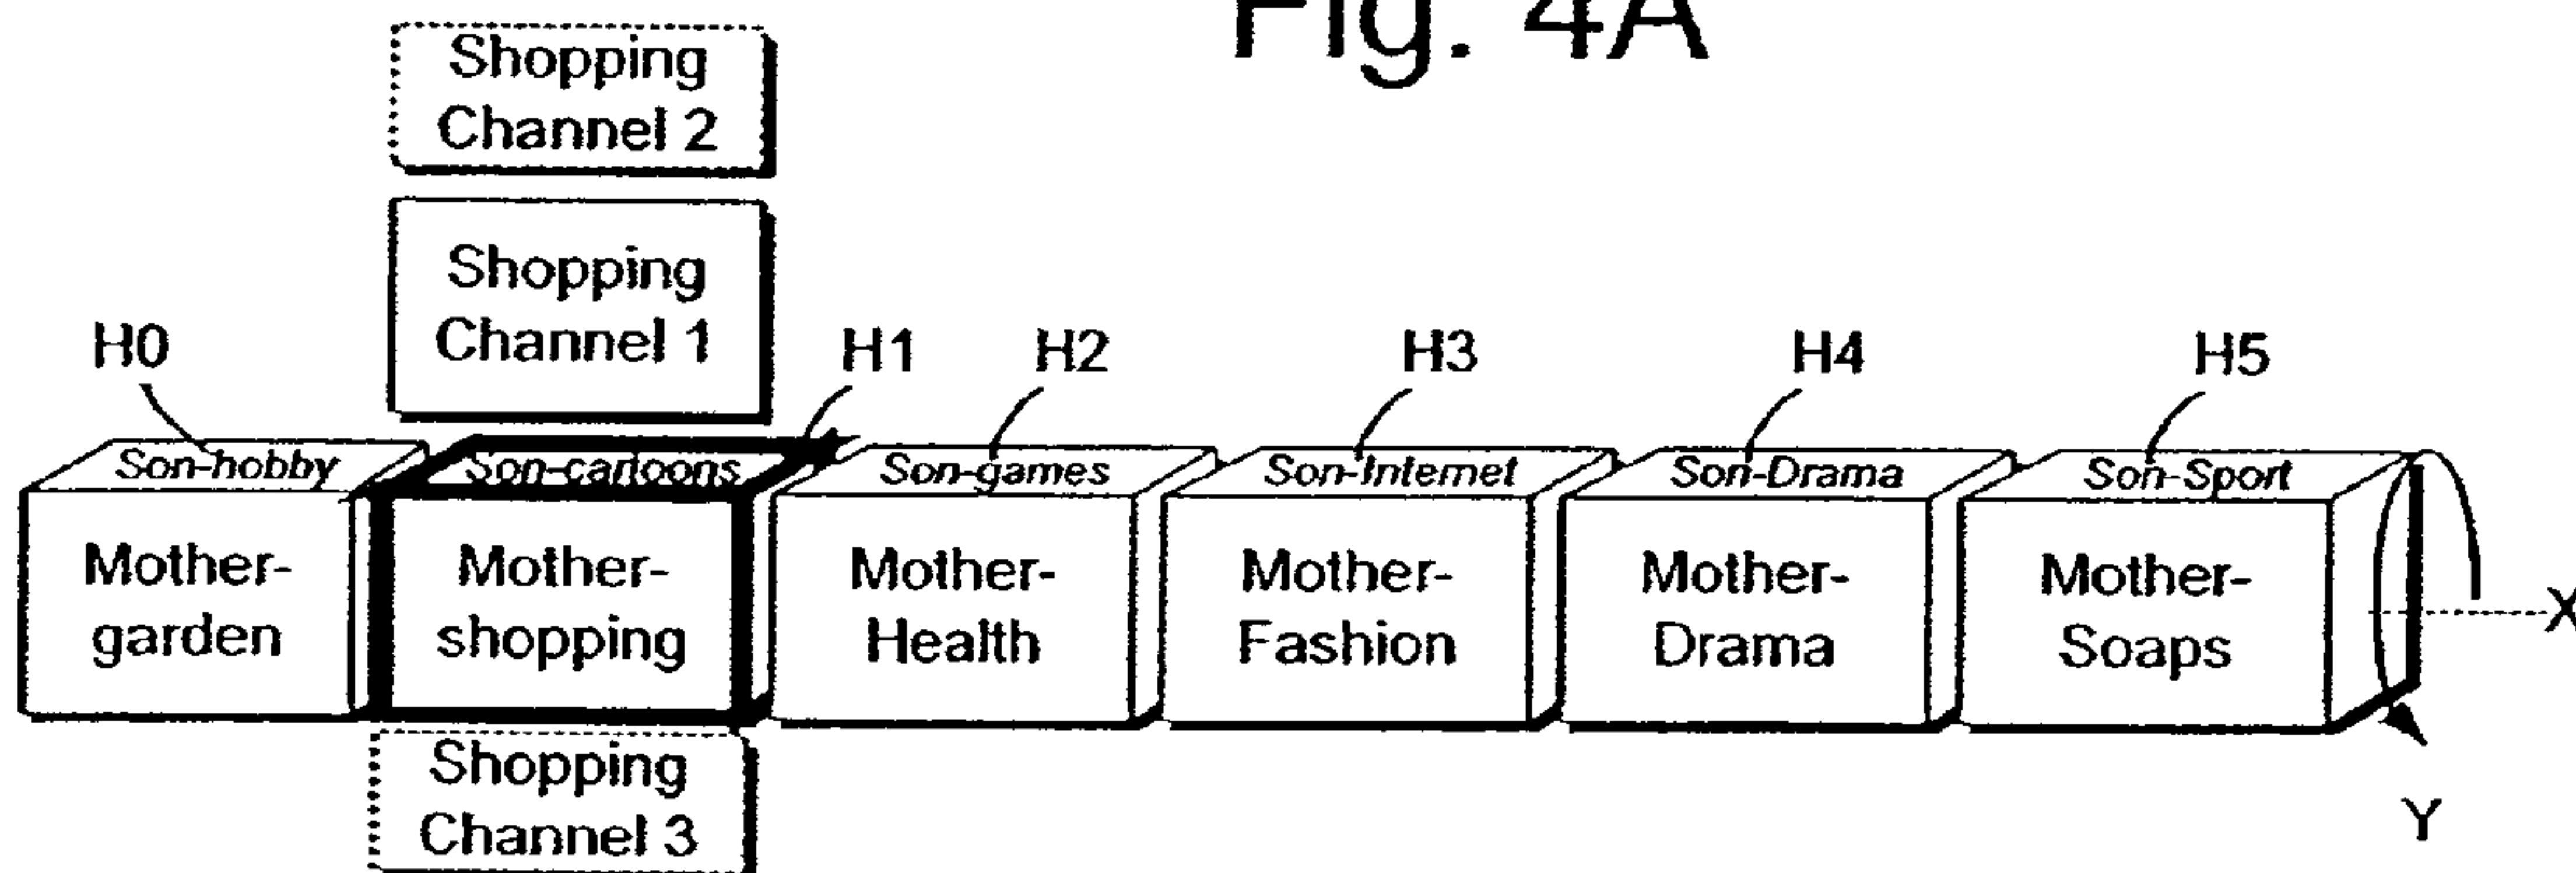 Fig. 4A
Shopping
Channel 2
Shopping
Channel 1
H0
H1
H2
H3
H4
H5
Son-hobby
Son-cartoons
Son-games
Son-Internet
Son-Drama
Son-Sport
Mother-
garden
Mother-
shopping
Mother-
Health
Mother-
Fashion
Mother-
Drama
Mother-
Soaps
X
Y
Shopping
Channel 3